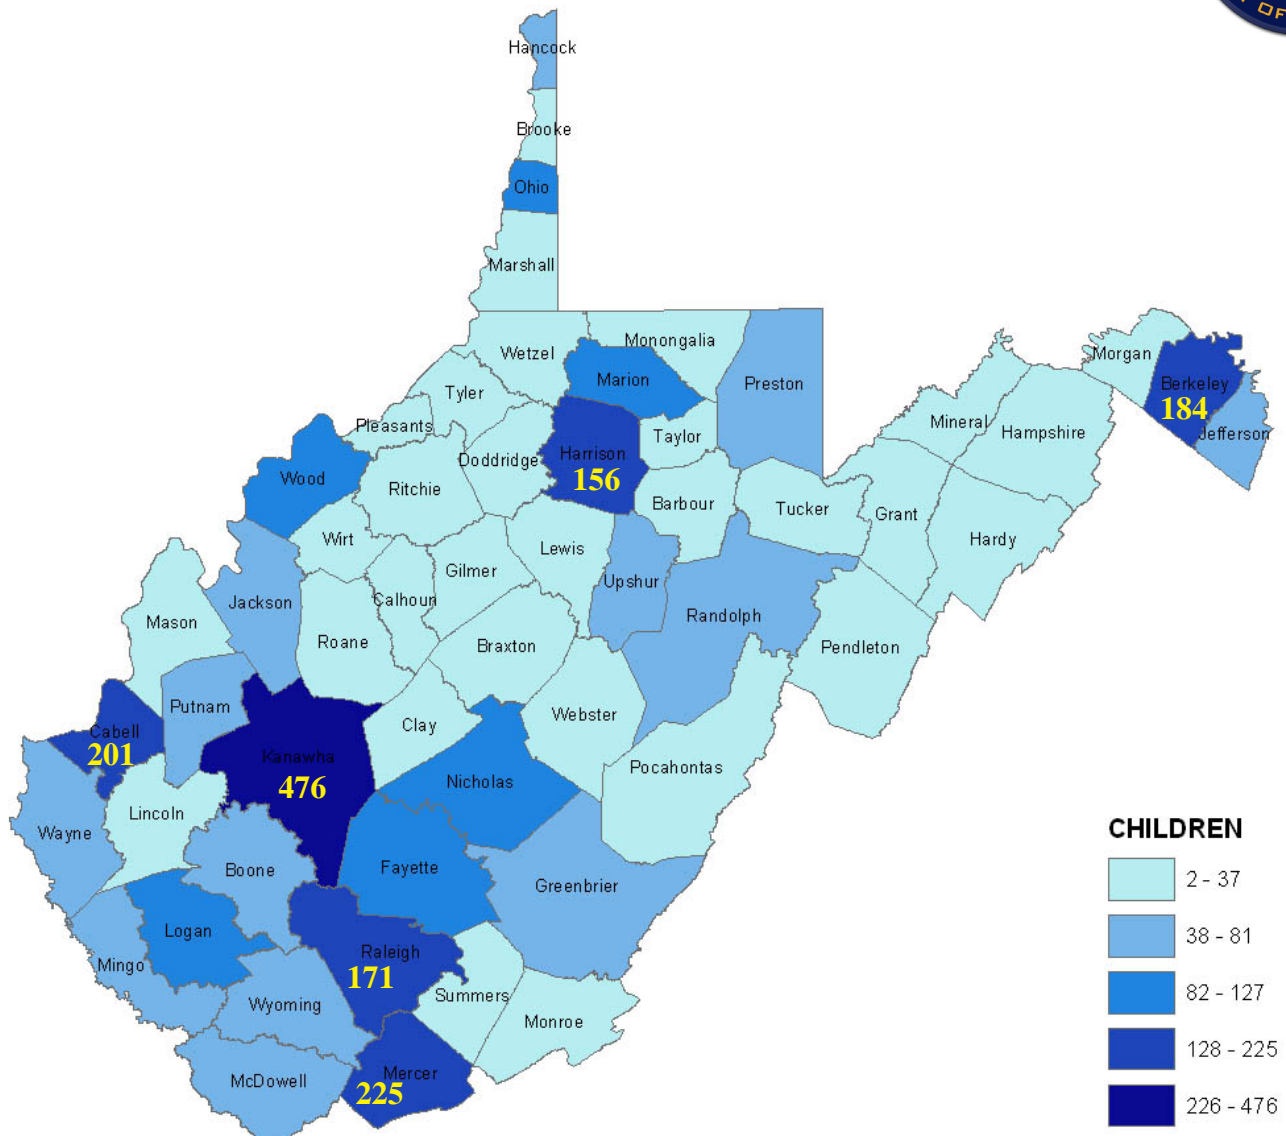 OF
Hancock
Brooke
Ohio
Marshall
Wetzel
Monongalia
Marion
Preston
Morgan
Berkeley
184
Jefferson
Tyler
Pleasants
Mineral
Hampshire
Taylor
Doddridge
Harrison
156
Wood
Ritchie
Barbour
Tucker
Grant
Hardy
Wirt
Lewis
Gilmer
Upshur
Calhoun
Jackson
Randolph
Mason
Roane
Braxton
Pendleton
Putnam
Webster
Clay
Cabell
201
Kanawha
476
Pocahontas
Nicholas
Lincoln
Wayne
Boone
Fayette
Greenbrier
Logan
Raleigh
171
Mingo
Summers
Wyoming
Monroe
McDowell
Mercer
225
CHILDREN
2 - 37
38 - 81
82 - 127
128 - 225
226 - 476